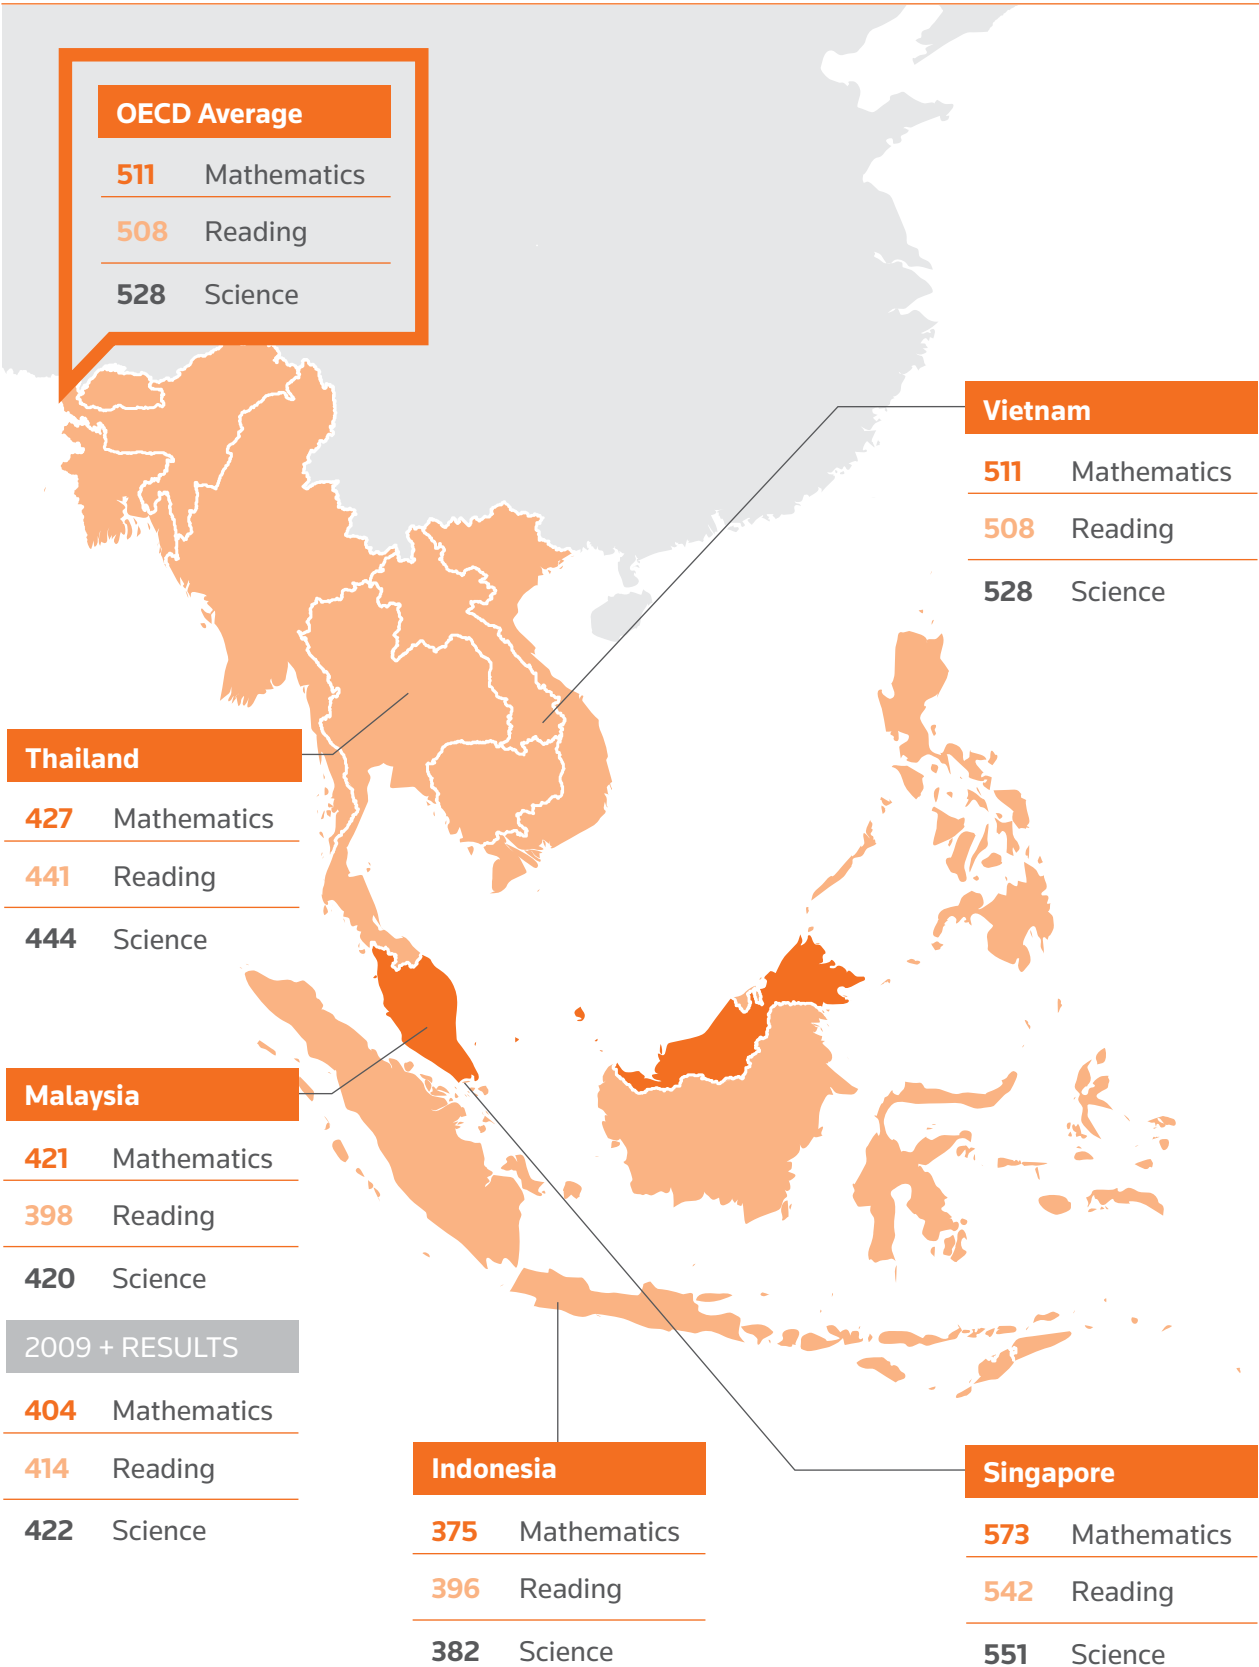 OECD Average
511 Mathematics
508 Reading
528 Science
Vietnam
511 Mathematics
508 Reading
528 Science
Thailand
427 Mathematics
441 Reading
444 Science
Malaysia
421 Mathematics
398 Reading
420 Science
2009 + RESULTS
404 Mathematics
414 Reading
422 Science
Indonesia
375 Mathematics
396 Reading
382 Science
Singapore
573 Mathematics
542 Reading
551 Science